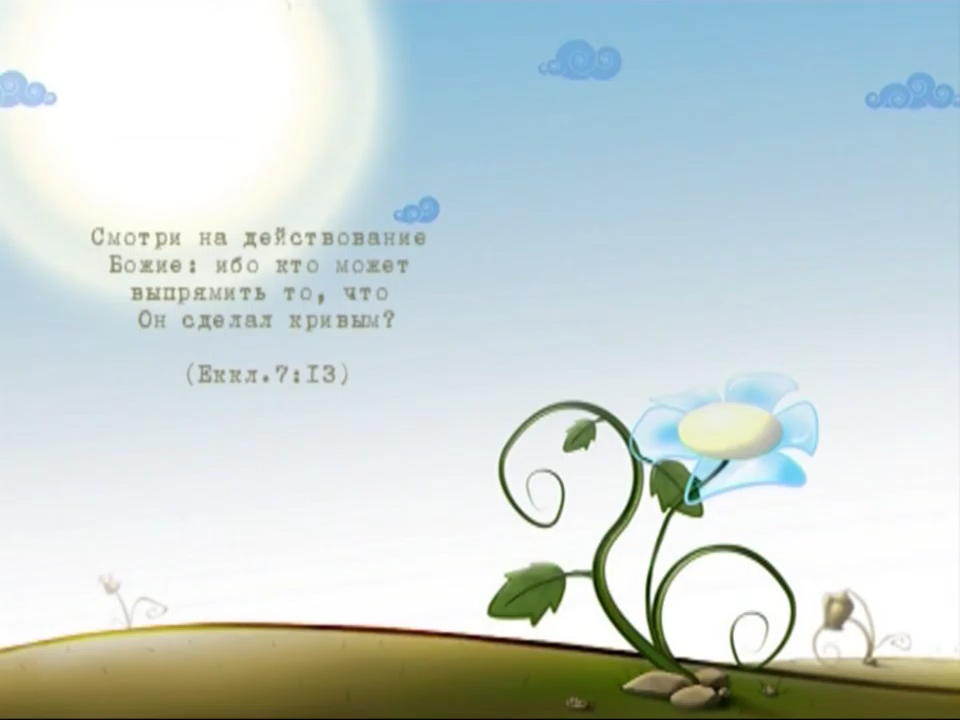 Смотри на действование
Божие: ибо кто может
выпрямить то, что
Он сделал кривым?
(Еккл.7:13)